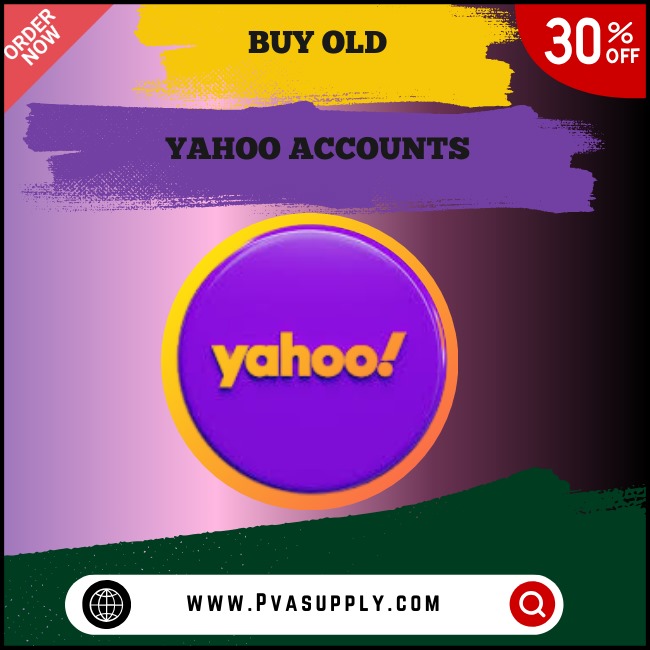 ORDER
NOW
BUY OLD
30% OFF
YAHOO ACCOUNTS
yahoo!
www.Pvasupply.com